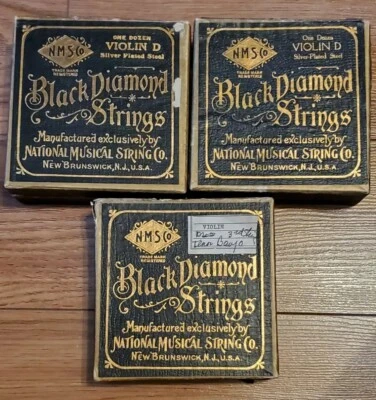 ONE DOZEN
VIOLIN D
Silver Plated Steel
N.M.S.Co
TRADE MARK
REGISTERED
Black Diamond
Strings
Manufactured exclusively by
NATIONAL MUSICAL STRING CO.
NEW BRUNSWICK, N.J., U.S.A.
One Dozen
VIOLIN D
Silver Plated Steel
N.M.S.Co
TRADE MARK
REGISTERED
Black Diamond
Strings
Manufactured exclusively by
NATIONAL MUSICAL STRING CO.
NEW BRUNSWICK, N.J., U.S.A.
VIOLIN
Tenor Banjo
N.M.S.Co
TRADE MARK
REGISTERED
Black Diamond
Strings
Manufactured exclusively by
NATIONAL MUSICAL STRING CO.
NEW BRUNSWICK, N.J., U.S.A.